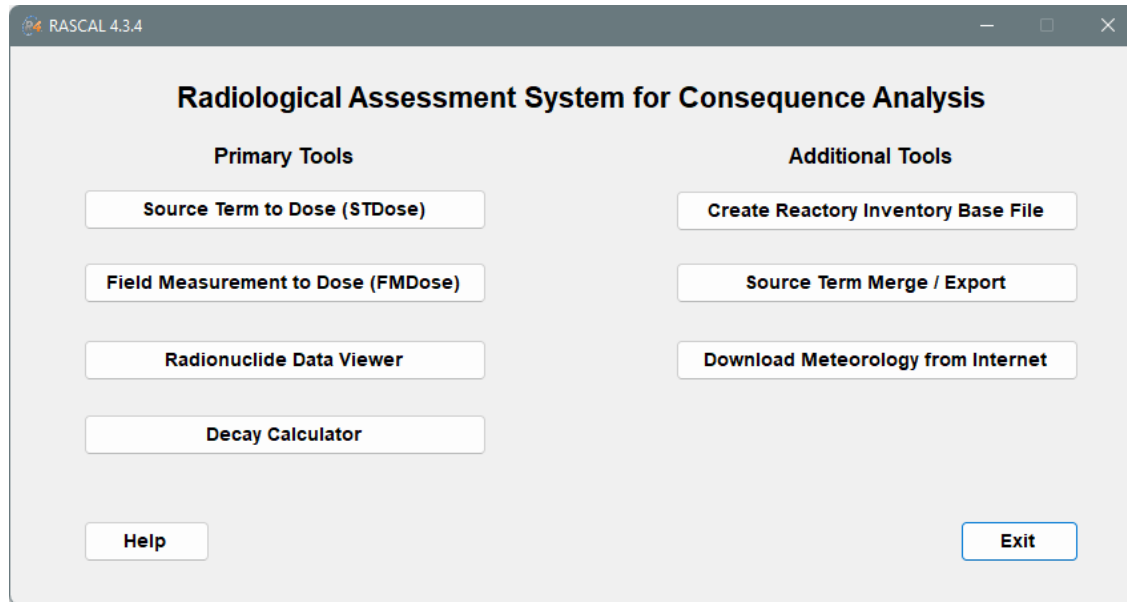 RASCAL 4.3.4
Radiological Assessment System for Consequence Analysis
Primary Tools
Source Term to Dose (STDose)
Field Measurement to Dose (FMDose)
Radionuclide Data Viewer
Decay Calculator
Additional Tools
Create Reactory Inventory Base File
Source Term Merge / Export
Download Meteorology from Internet
Help
Exit